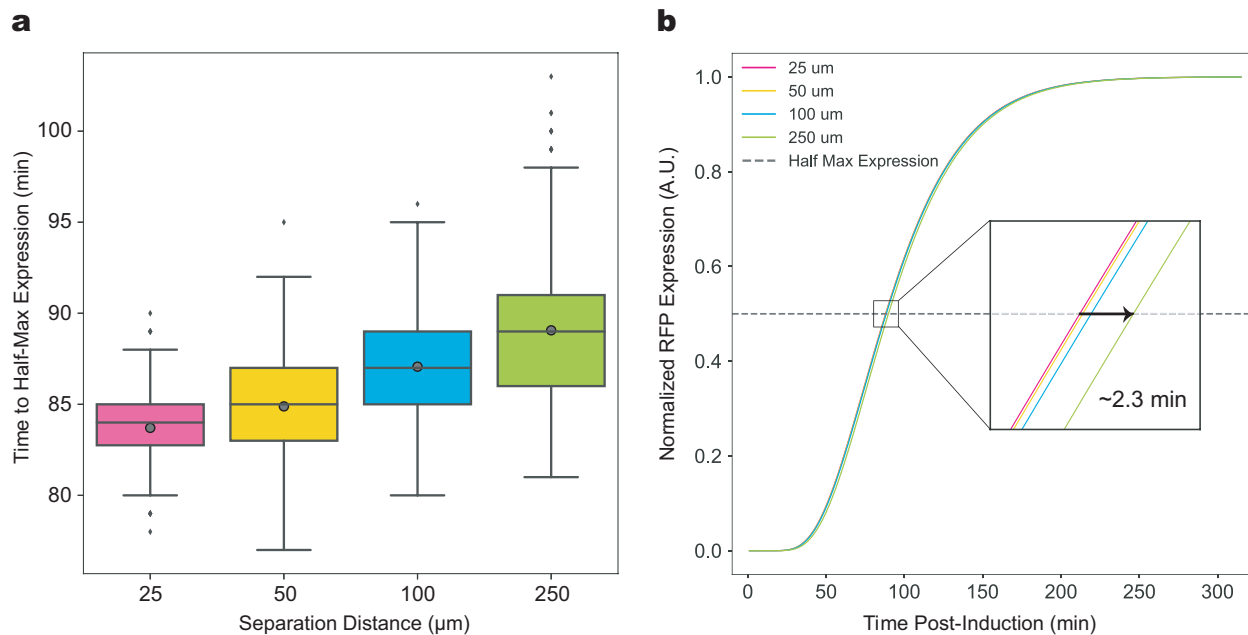 a
Time to Half-Max Expression (min)
100
95
90
85
80
25
50
100
250
Separation Distance (µm)
b
Normalized RFP Expression (A.U.)
1.0
0.8
0.6
0.4
0.2
0.0
25 um
50 um
100 um
250 um
Half Max Expression
~2.3 min
0
50
100
150
200
250
300
Time Post-Induction (min)